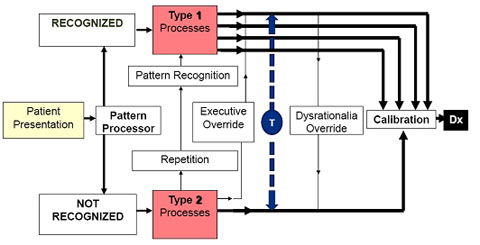 RECOGNIZED
Type 1
Processes
Pattern Recognition
Patient
Presentation
Pattern
Processor
Executive
Override
T
Dysrationalia
Override
Calibration
Dx
Repetition
NOT
RECOGNIZED
Type 2
Processes